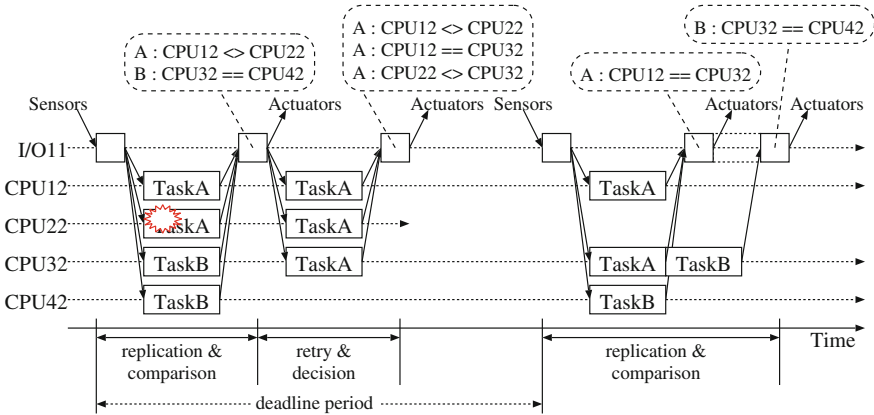 A : CPU12 <> CPU22
B : CPU32 == CPU42
A : CPU12 <> CPU22
A : CPU12 == CPU32
A : CPU22 <> CPU32
B : CPU32 == CPU42
A : CPU12 == CPU32
Sensors
Actuators
Actuators
Sensors
Actuators
Actuators
I/O11
CPU12
TaskA
TaskA
TaskA
CPU22
TaskA
TaskA
CPU32
TaskB
TaskA
TaskA
TaskB
CPU42
TaskB
TaskB
Time
replication &
comparison
retry &
decision
replication &
comparison
deadline period